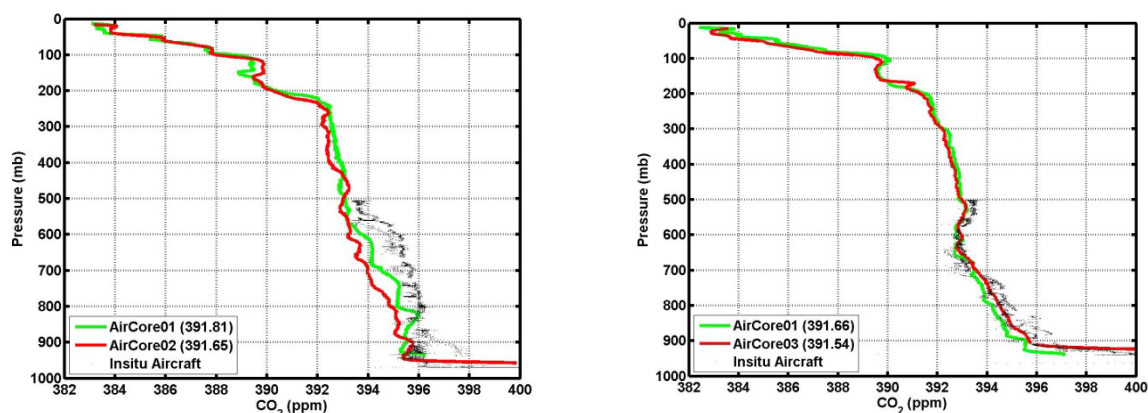 0
100
200
300
400
500
600
700
800
900
1000
Pressure (mb)
AirCore01 (391.81)
AirCore02 (391.65)
Insitu Aircraft
382 384 386 388 390 392 394 396 398 400
CO₂ (ppm)
0
100
200
300
400
500
600
700
800
900
1000
Pressure (mb)
AirCore01 (391.66)
AirCore03 (391.54)
Insitu Aircraft
382 384 386 388 390 392 394 396 398 400
CO₂ (ppm)